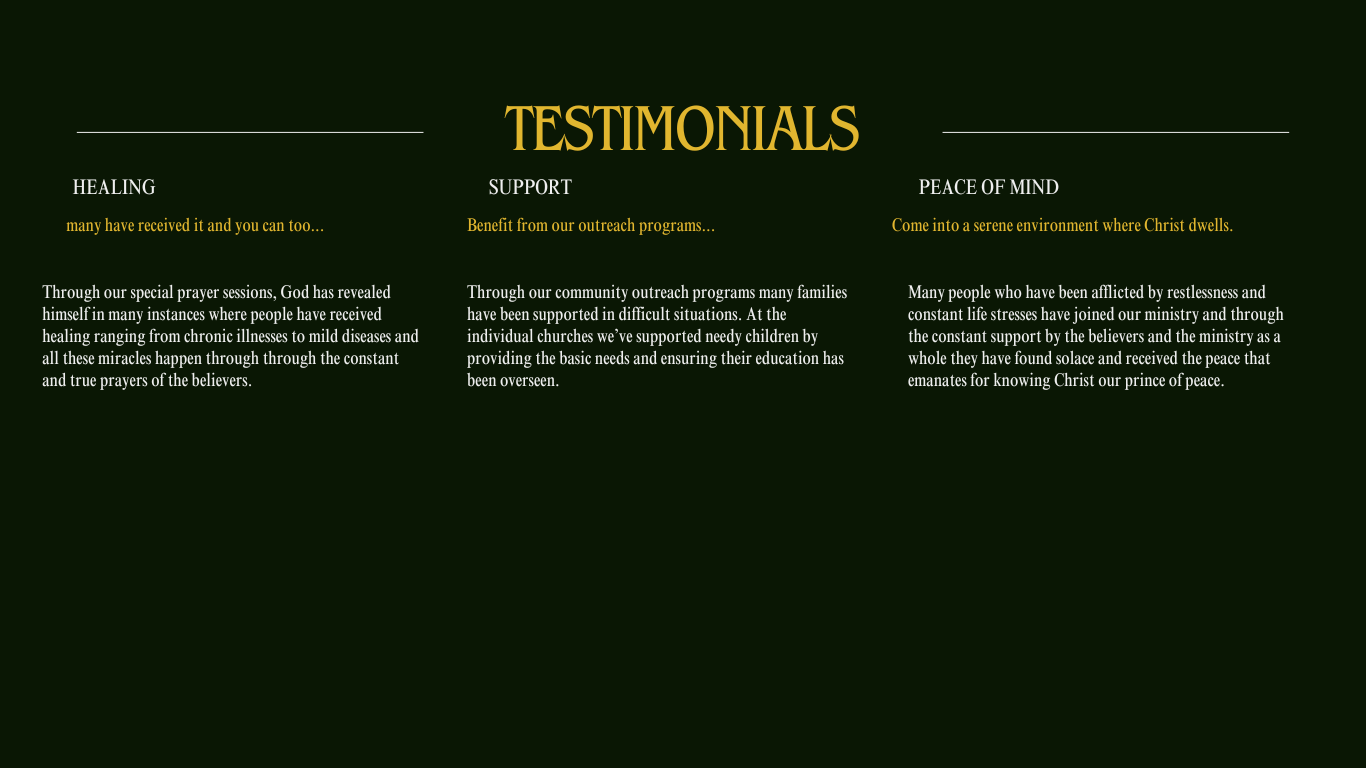 TESTIMONIALS
HEALING
many have received it and you can too...
Through our special prayer sessions, God has revealed
himself in many instances where people have received
healing ranging from chronic illnesses to mild diseases and
all these miracles happen through through the constant
and true prayers of the believers.
SUPPORT
Benefit from our outreach programs...
Through our community outreach programs many families
have been supported in difficult situations. At the
individual churches we’ve supported needy children by
providing the basic needs and ensuring their education has
been overseen.
PEACE OF MIND
Come into a serene environment where Christ dwells.
Many people who have been afflicted by restlessness and
constant life stresses have joined our ministry and through
the constant support by the believers and the ministry as a
whole they have found solace and received the peace that
emanates for knowing Christ our prince of peace.